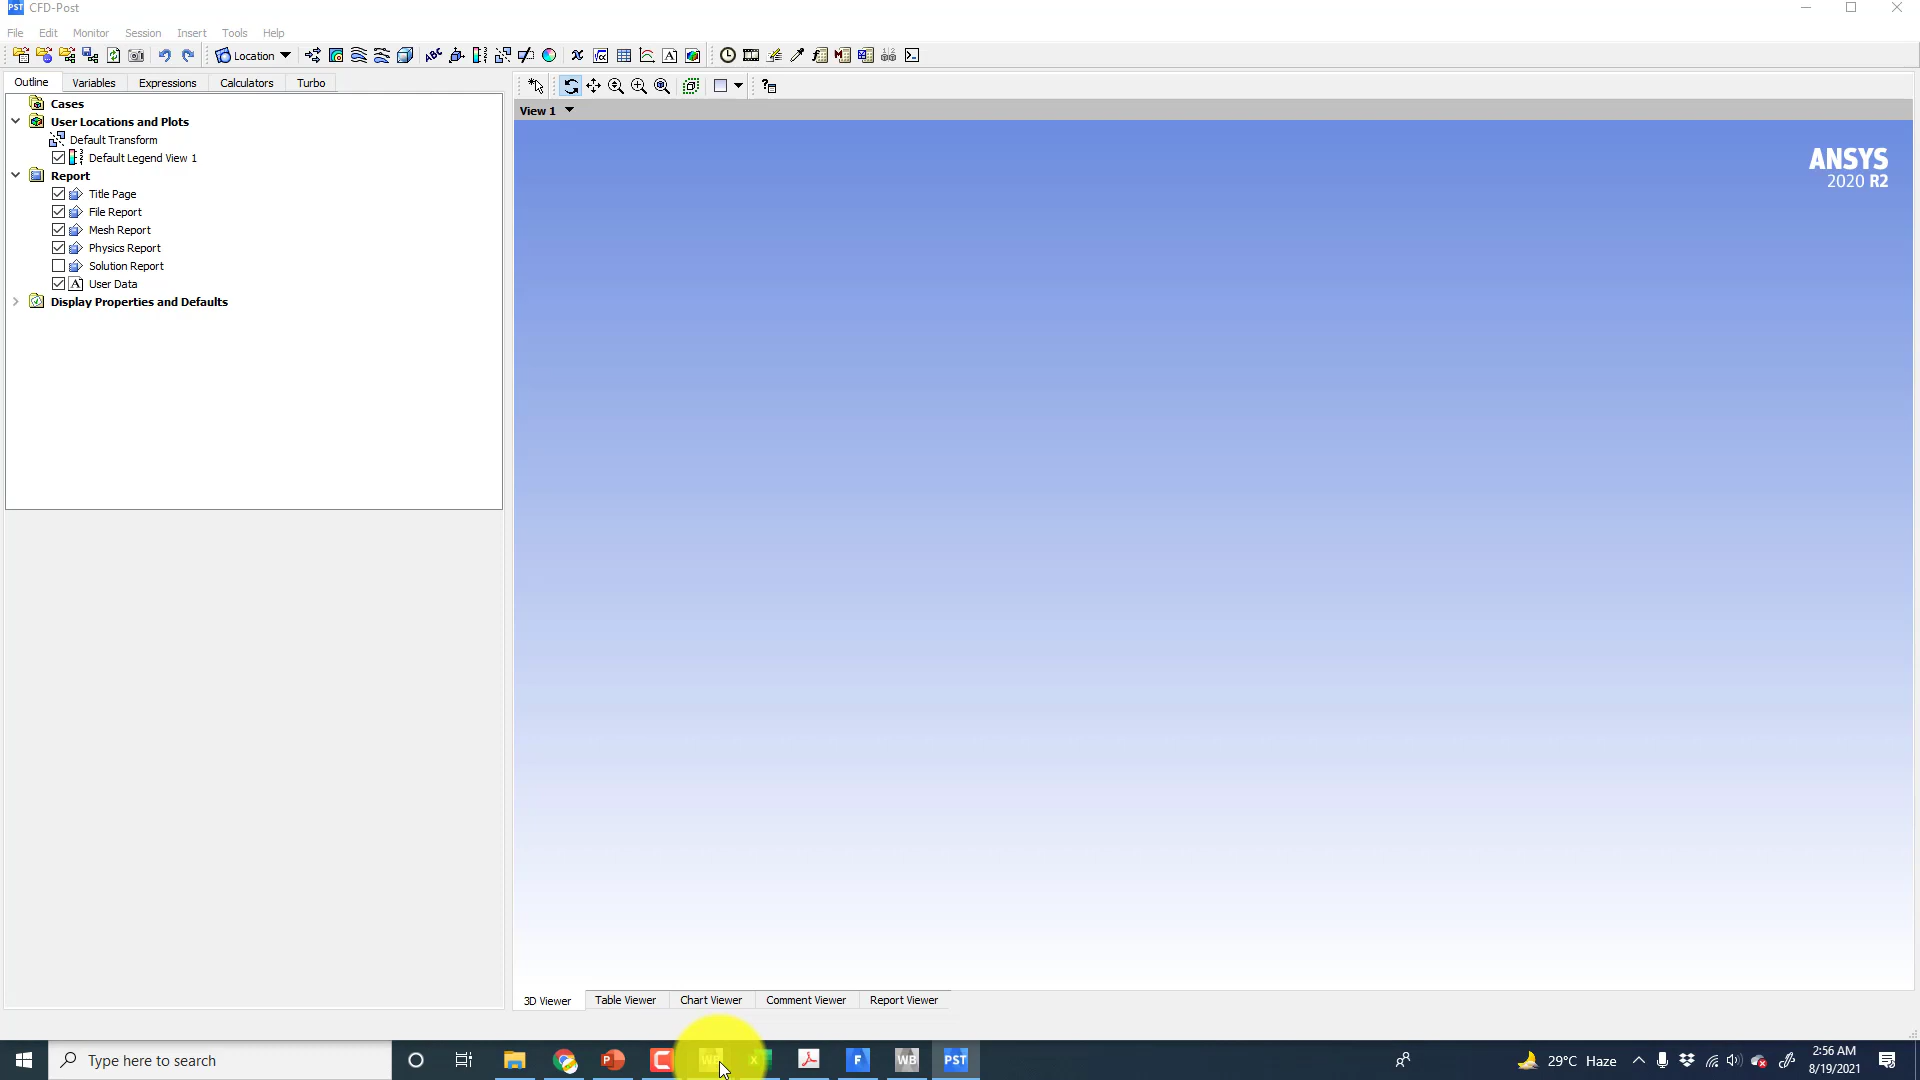 PST CFD-Post
File Edit Monitor Session Insert Tools Help
Location
Outline Variables Expressions Calculators Turbo
Cases
User Locations and Plots
Default Transform
Default Legend View 1
Report
Title Page
File Report
Mesh Report
Physics Report
Solution Report
A User Data
Display Properties and Defaults
View 1
ANSYS
2020 R2
3D Viewer Table Viewer Chart Viewer Comment Viewer Report Viewer
Type here to search
P
F
WB
PST
29°C Haze
2:56 AM
8/19/2021